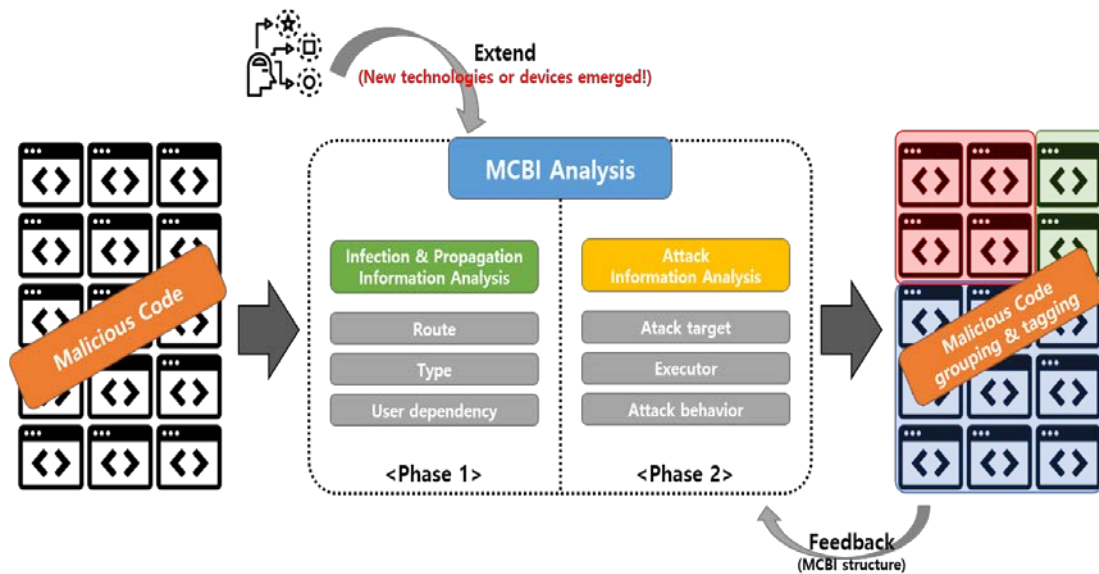 Extend
(New technologies or devices emerged!)
MCBI Analysis
Malicious Code
Infection & Propagation
Information Analysis
Route
Type
User dependency
<Phase 1>
Attack
Information Analysis
Atack target
Executor
Attack behavior
<Phase 2>
Malicious Code
grouping & tagging
Feedback
(MCBI structure)